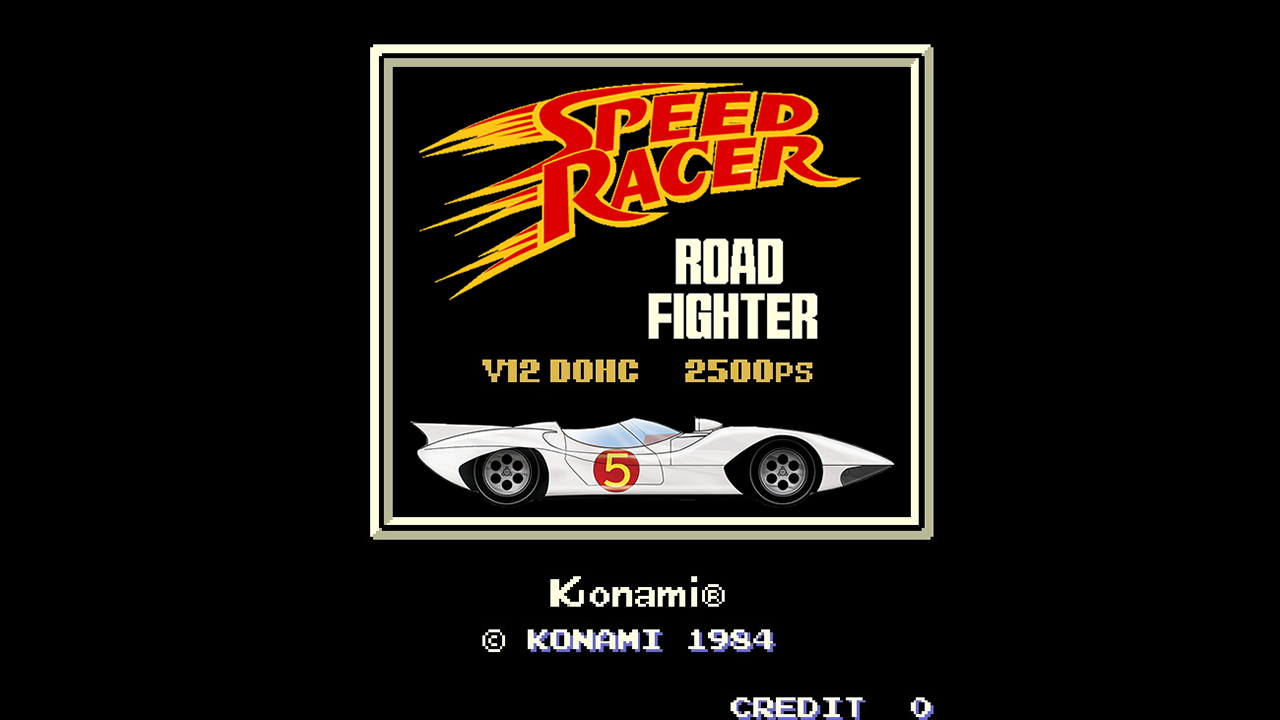 SPEED
RACER
ROAD
FIGHTER
V12 DOHC 2500PS
5
Konami®
© KONAMI 1984
CREDIT 0